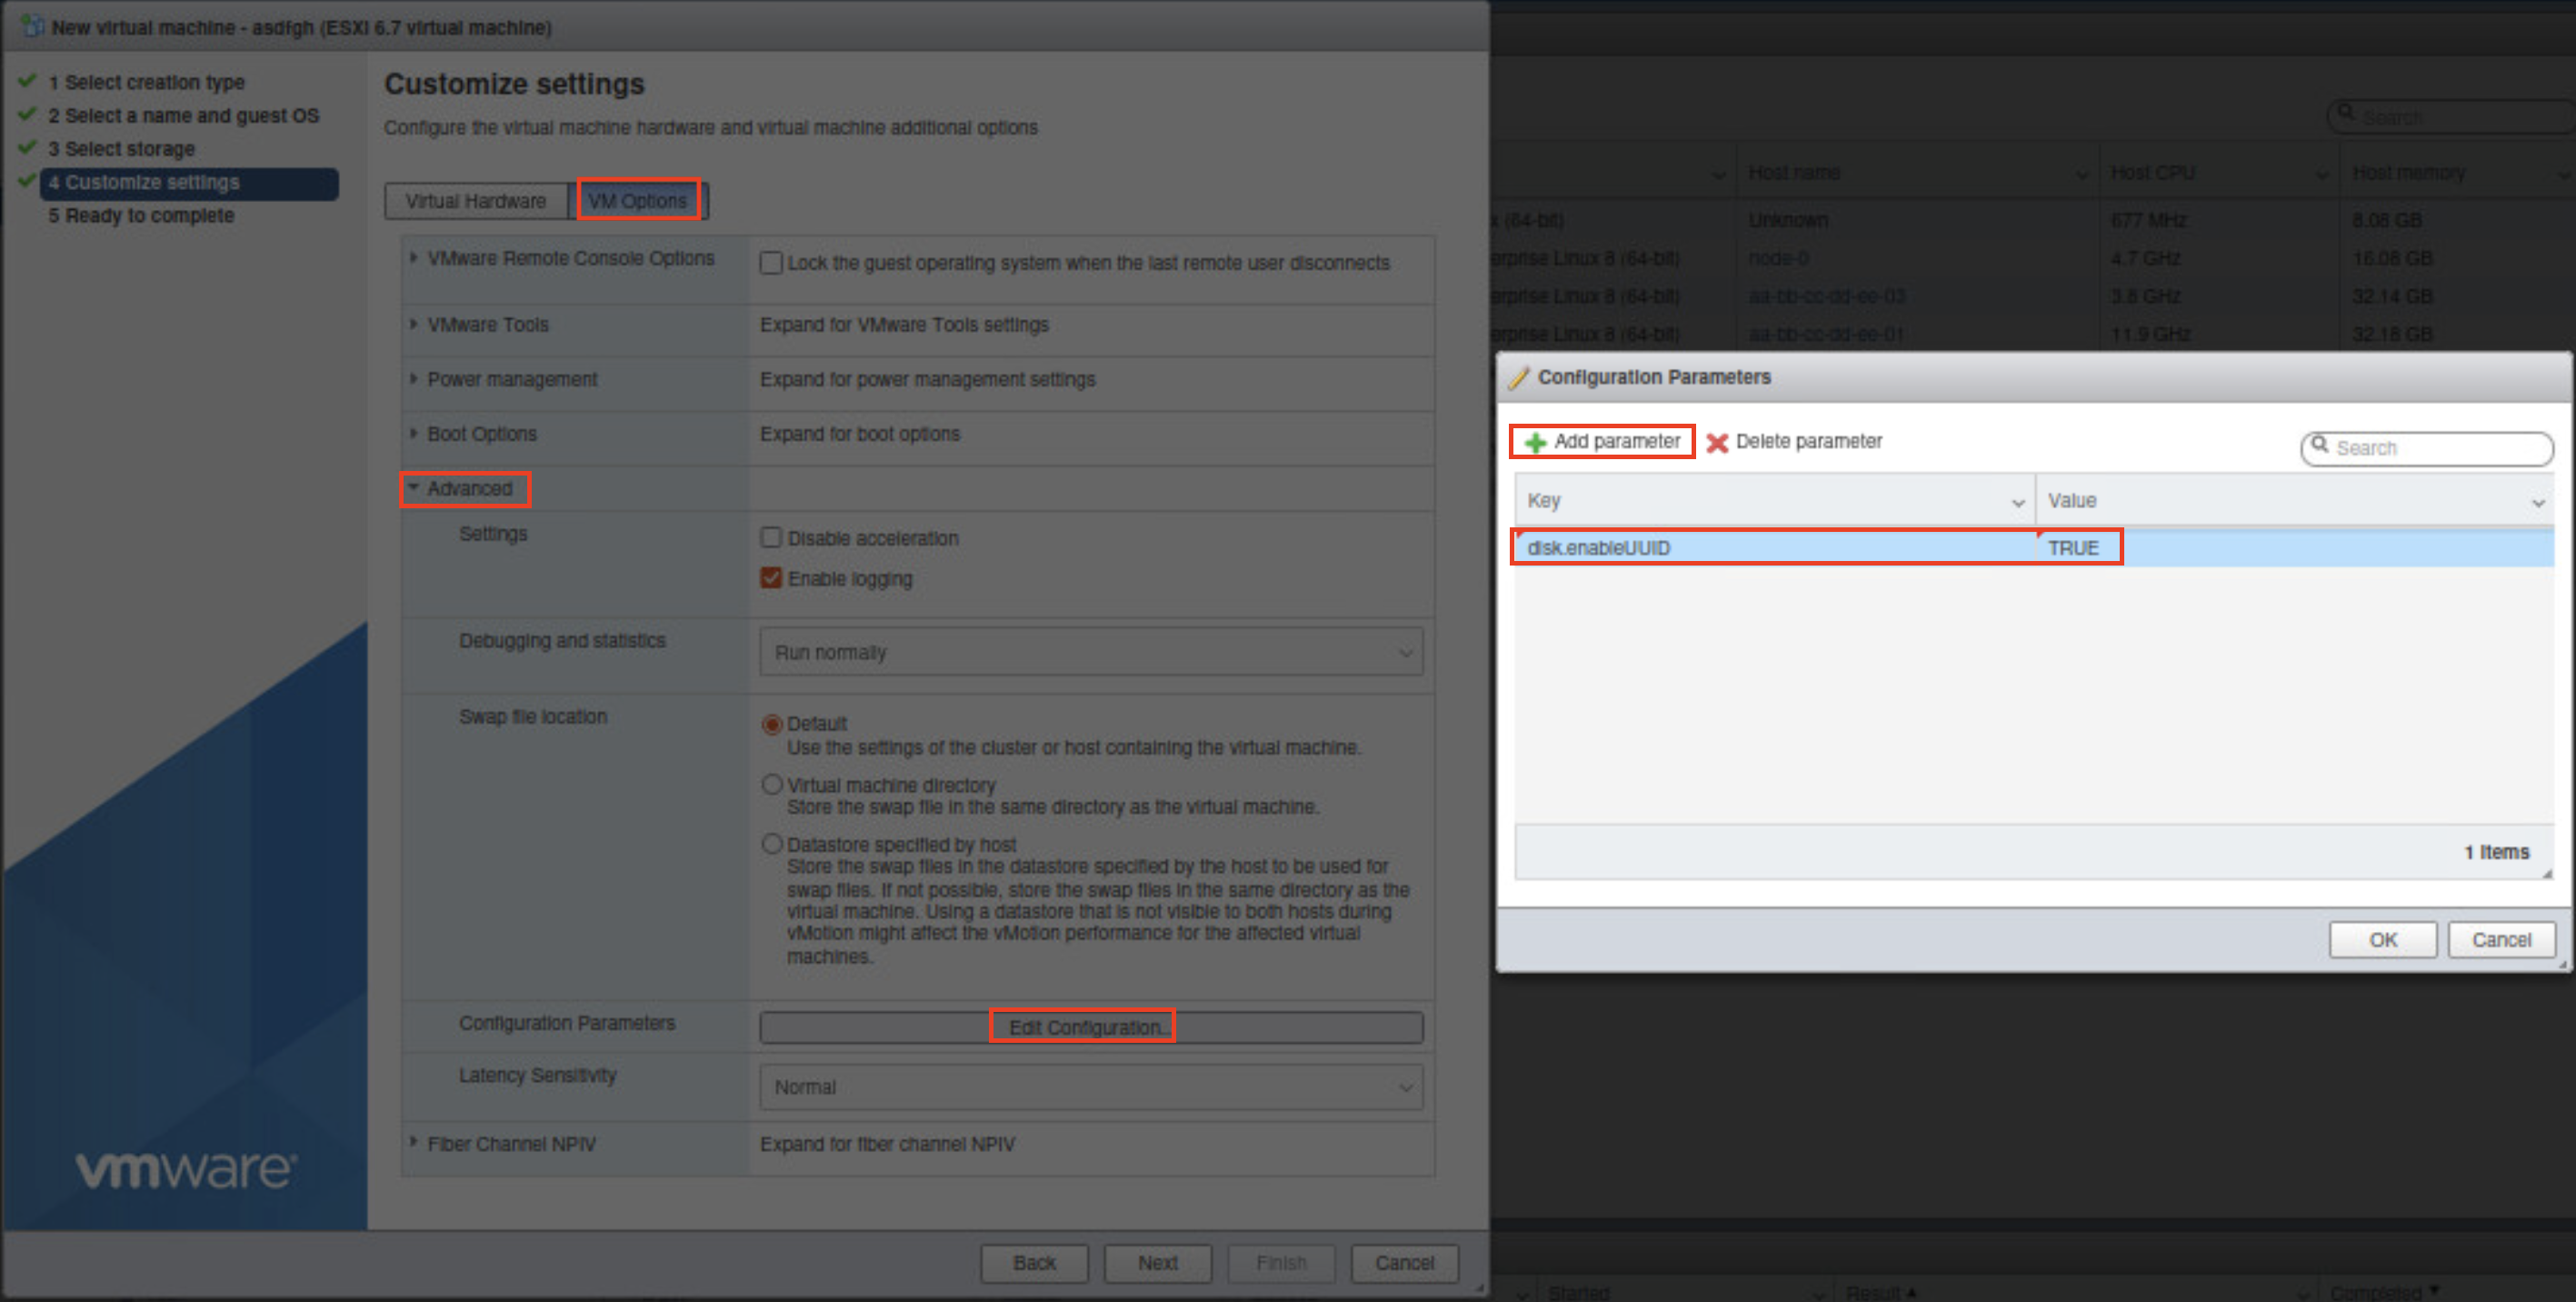 New virtual machine - asdfgh (ESXi 6.7 virtual machine)
1 Select creation type
2 Select a name and guest OS
3 Select storage
4 Customize settings
5 Ready to complete
vmware
Customize settings
Configure the virtual machine hardware and virtual machine additional options
Virtual Hardware
VM Options
VMware Remote Console Options
Lock the guest operating system when the last remote user disconnects
VMware Tools
Expand for VMware Tools settings
Power management
Expand for power management settings
Boot Options
Expand for boot options
Advanced
Settings
Disable acceleration
Enable logging
Debugging and statistics
Run normally
Swap file location
Default
Use the settings of the cluster or host containing the virtual machine.
Virtual machine directory
Store the swap file in the same directory as the virtual machine.
Datastore specified by host
Store the swap files in the datastore specified by the host to be used for
swap files. If not possible, store the swap files in the same directory as the
virtual machine. Using a datastore that is not visible to both hosts during
vMotion might affect the vMotion performance for the affected virtual
machines.
Configuration Parameters
Edit Configuration...
Latency Sensitivity
Normal
Fiber Channel NPIV
Expand for fiber channel NPIV
Back
Next
Finish
Cancel
Search
Host name
Host CPU
Host memory
x (64-bit)
Unknown
677 MHz
8.08 GB
erprise Linux 8 (64-bit)
node-0
4.7 GHz
16.08 GB
erprise Linux 8 (64-bit)
aa-bb-cc-dd-ee-03
3.8 GHz
32.14 GB
erprise Linux 8 (64-bit)
aa-bb-cc-dd-ee-01
11.9 GHz
32.18 GB
Configuration Parameters
Add parameter
Delete parameter
Search
Key
Value
disk.enableUUID
TRUE
1 items
OK
Cancel
Started
Result
Completed